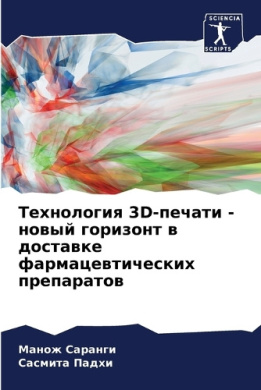 SCIENCIA
SCRIPTS
Технология 3D-печати -
новый горизонт в
доставке
фармацевтических
препаратов
Манож Саранги
Сасмита Падхи